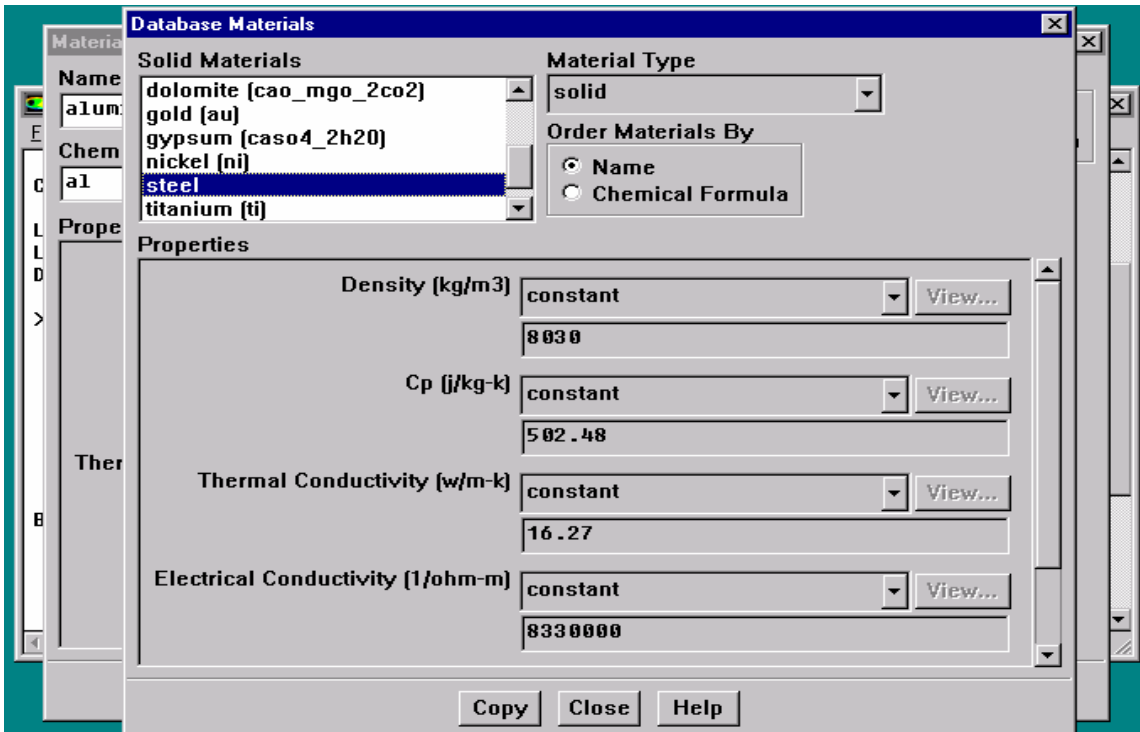 Database Materials
Materia
Solid Materials
Material Type
Name
dolomite (cao_mgo_2co2)
gold (au)
gypsum (caso4_2h20)
nickel (ni)
steel
titanium (ti)
solid
Order Materials By
Name
Chemical Formula
alumi
Chem
al
Prope
Properties
Density (kg/m3)
constant
View...
8030
Cp (j/kg-k)
constant
View...
502.48
Ther
Thermal Conductivity (w/m-k)
constant
View...
16.27
Electrical Conductivity (1/ohm-m)
constant
View...
8330000
Copy Close Help
F
C
L
L
D
>
B